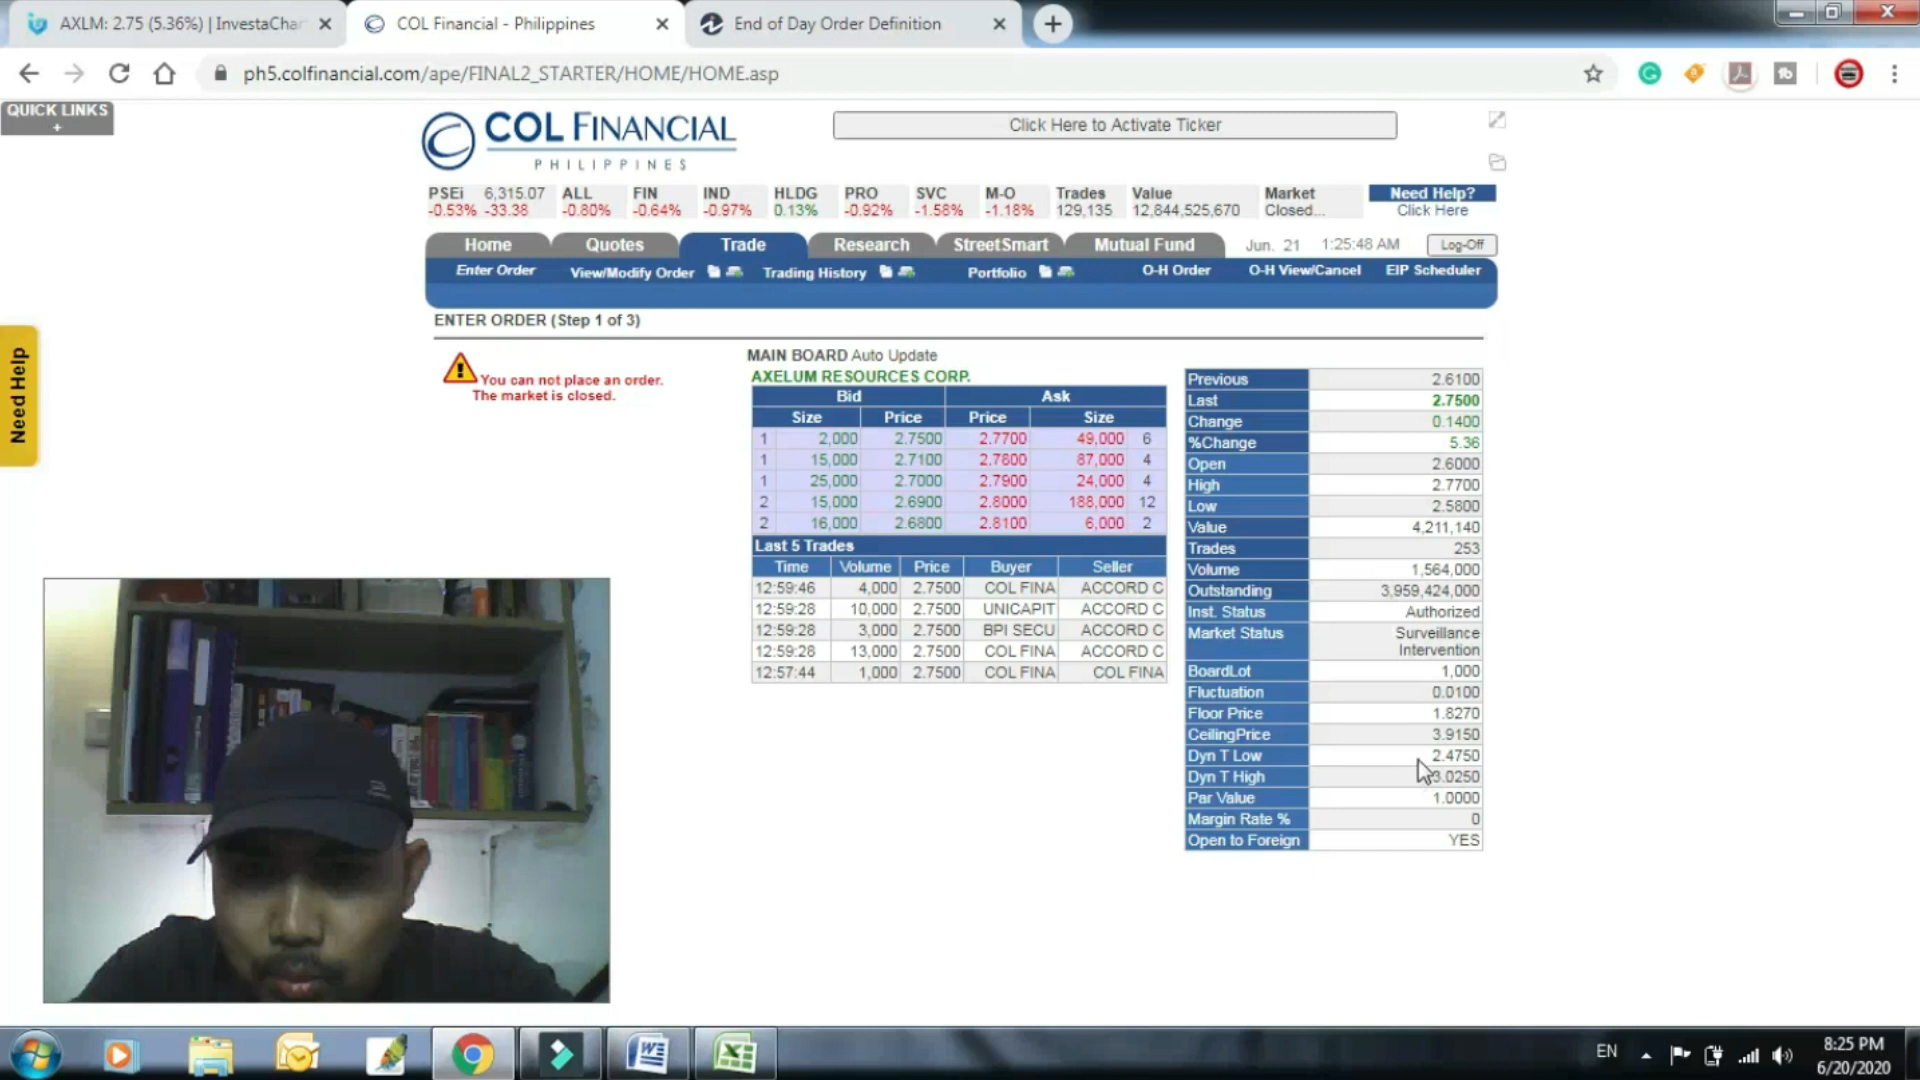 AXLM: 2.75 (5.36%) | InvestaChar
COL Financial - Philippines
End of Day Order Definition
ph5.colfinancial.com/ape/FINAL2_STARTER/HOME/HOME.asp
QUICK LINKS
+
COL FINANCIAL
PHILIPPINES
Click Here to Activate Ticker
PSEi 6,315.07 ALL FIN IND HLDG PRO SVC M-O Trades Value Market Need Help?
-0.53% -33.38 -0.80% -0.64% -0.97% 0.13% -0.92% -1.58% -1.18% 129,135 12,844,525,670 Closed... Click Here
Home Quotes Trade Research StreetSmart Mutual Fund Jun. 21 1:25:48 AM Log-Off
Enter Order View/Modify Order Trading History Portfolio O-H Order O-H View/Cancel EIP Scheduler
ENTER ORDER (Step 1 of 3)
Need Help
You can not place an order.
The market is closed.
MAIN BOARD Auto Update
AXELUM RESOURCES CORP.
Bid Ask
Size Price Price Size
1 2,000 2.7500 2.7700 49,000 6
1 15,000 2.7100 2.7800 87,000 4
1 25,000 2.7000 2.7900 24,000 4
2 15,000 2.6900 2.8000 188,000 12
2 16,000 2.6800 2.8100 6,000 2
Last 5 Trades
Time Volume Price Buyer Seller
12:59:46 4,000 2.7500 COL FINA ACCORD C
12:59:28 10,000 2.7500 UNICAPIT ACCORD C
12:59:28 3,000 2.7500 BPI SECU ACCORD C
12:59:28 13,000 2.7500 COL FINA ACCORD C
12:57:44 1,000 2.7500 COL FINA COL FINA
Previous 2.6100
Last 2.7500
Change 0.1400
%Change 5.36
Open 2.6000
High 2.7700
Low 2.5800
Value 4,211,140
Trades 253
Volume 1,564,000
Outstanding 3,959,424,000
Inst. Status Authorized
Market Status Surveillance
Intervention
BoardLot 1,000
Fluctuation 0.0100
Floor Price 1.8270
CeilingPrice 3.9150
Dyn T Low 2.4750
Dyn T High 3.0250
Par Value 1.0000
Margin Rate % 0
Open to Foreign YES
EN
8:25 PM
6/20/2020